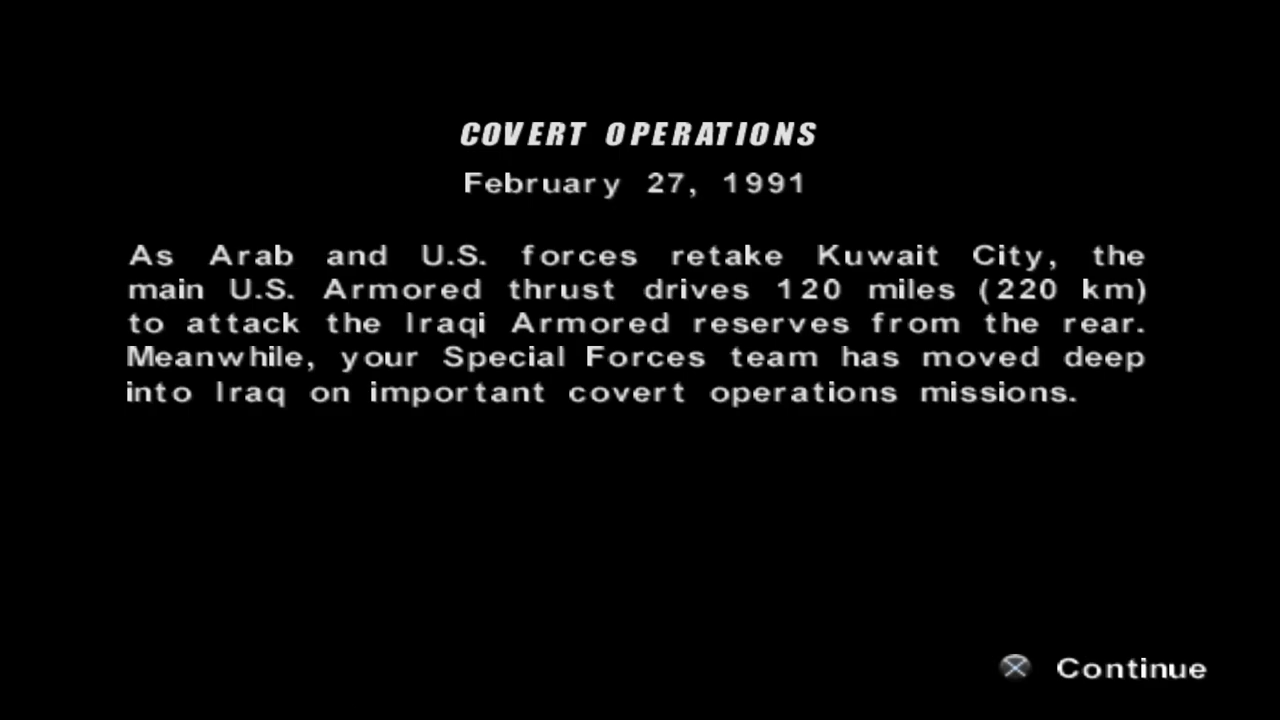 COVERT OPERATIONS
February 27, 1991
As Arab and U.S. forces retake Kuwait City, the
main U.S. Armored thrust drives 120 miles (220 km)
to attack the Iraqi Armored reserves from the rear.
Meanwhile, your Special Forces team has moved deep
into Iraq on important covert operations missions.
Continue